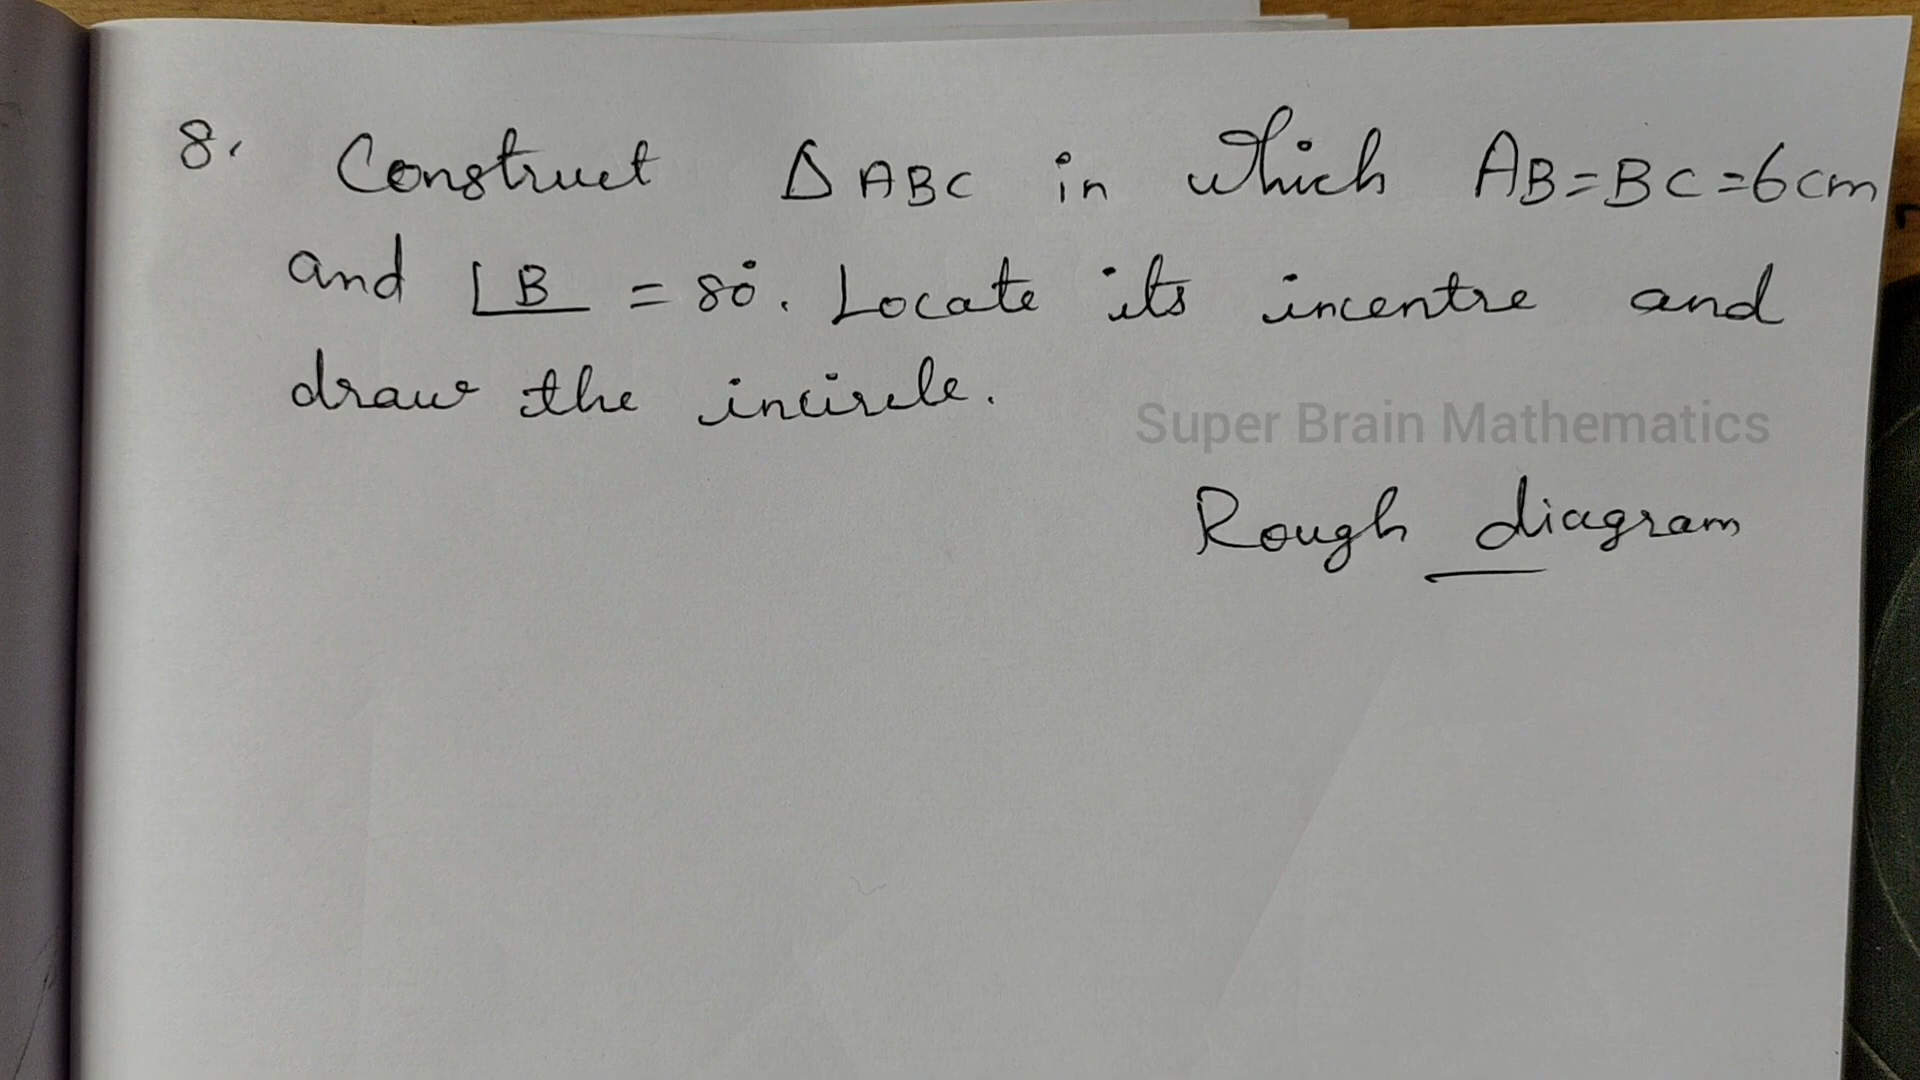 8. Construct ΔABC in which AB=BC=6cm
and ∠B = 80°. Locate its incentre and
draw the incircle.
Super Brain Mathematics
Rough diagram